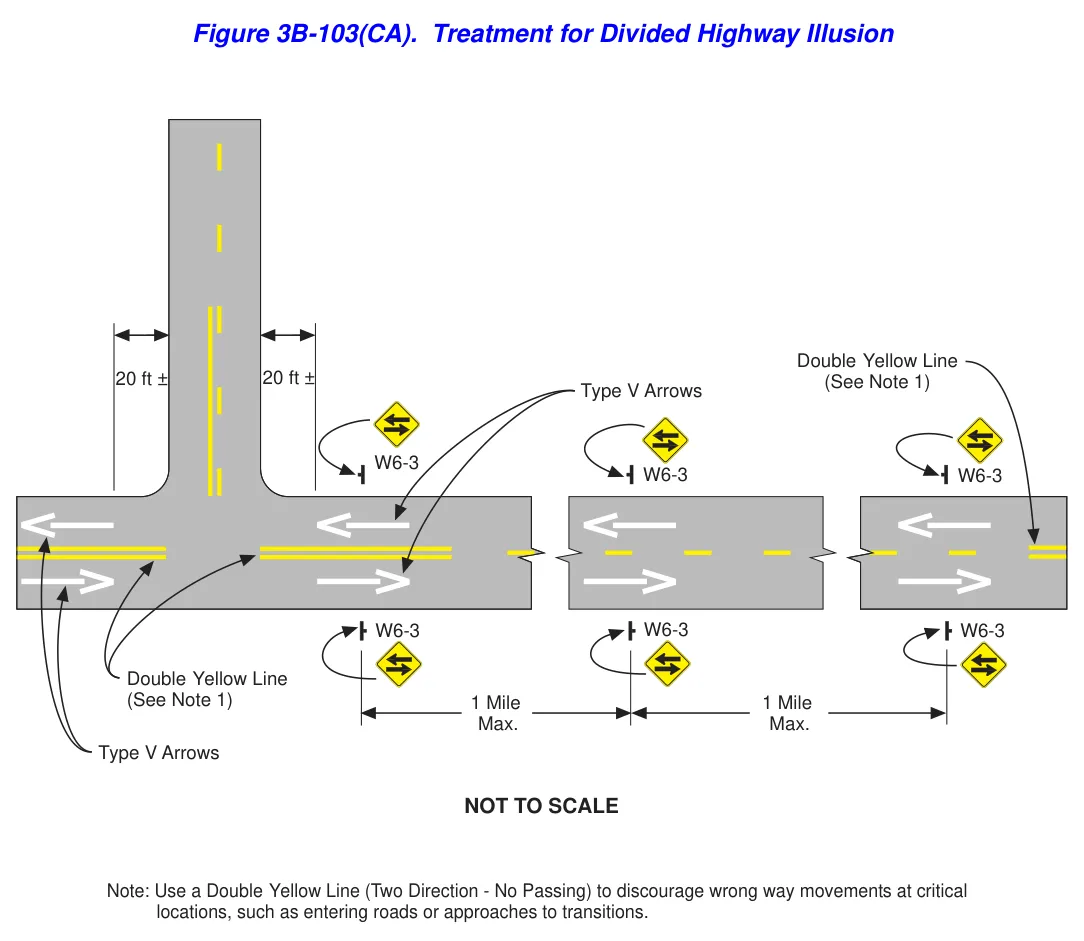 Figure 3B-103(CA).  Treatment for Divided Highway Illusion
Double Yellow Line
(See Note 1)
20 ft ±
20 ft ±
Type V Arrows
W6-3
W6-3
W6-3
W6-3
W6-3
W6-3
Double Yellow Line
(See Note 1)
1 Mile
Max.
1 Mile
Max.
Type V Arrows
NOT TO SCALE
Note: Use a Double Yellow Line (Two Direction - No Passing) to discourage wrong way movements at critical
locations, such as entering roads or approaches to transitions.